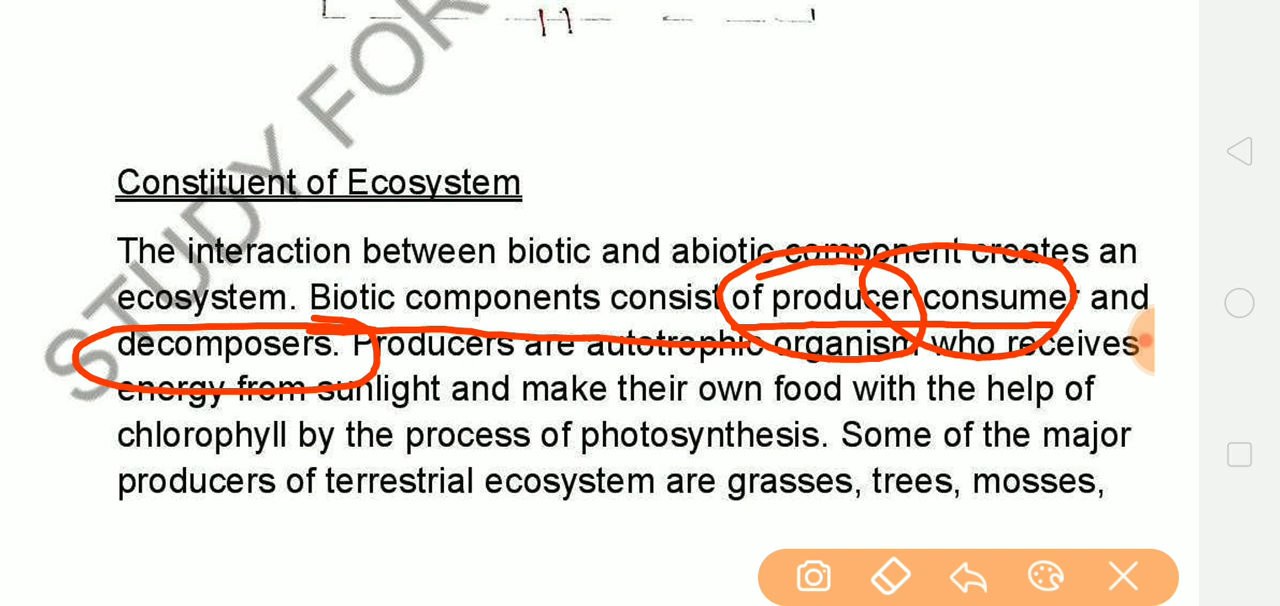 STUDY FOR
Constituent of Ecosystem
The interaction between biotic and abiotic component creates an
ecosystem. Biotic components consist of producer consumer and
decomposers. Producers are autotrophic organism who receives
energy from sunlight and make their own food with the help of
chlorophyll by the process of photosynthesis. Some of the major
producers of terrestrial ecosystem are grasses, trees, mosses,